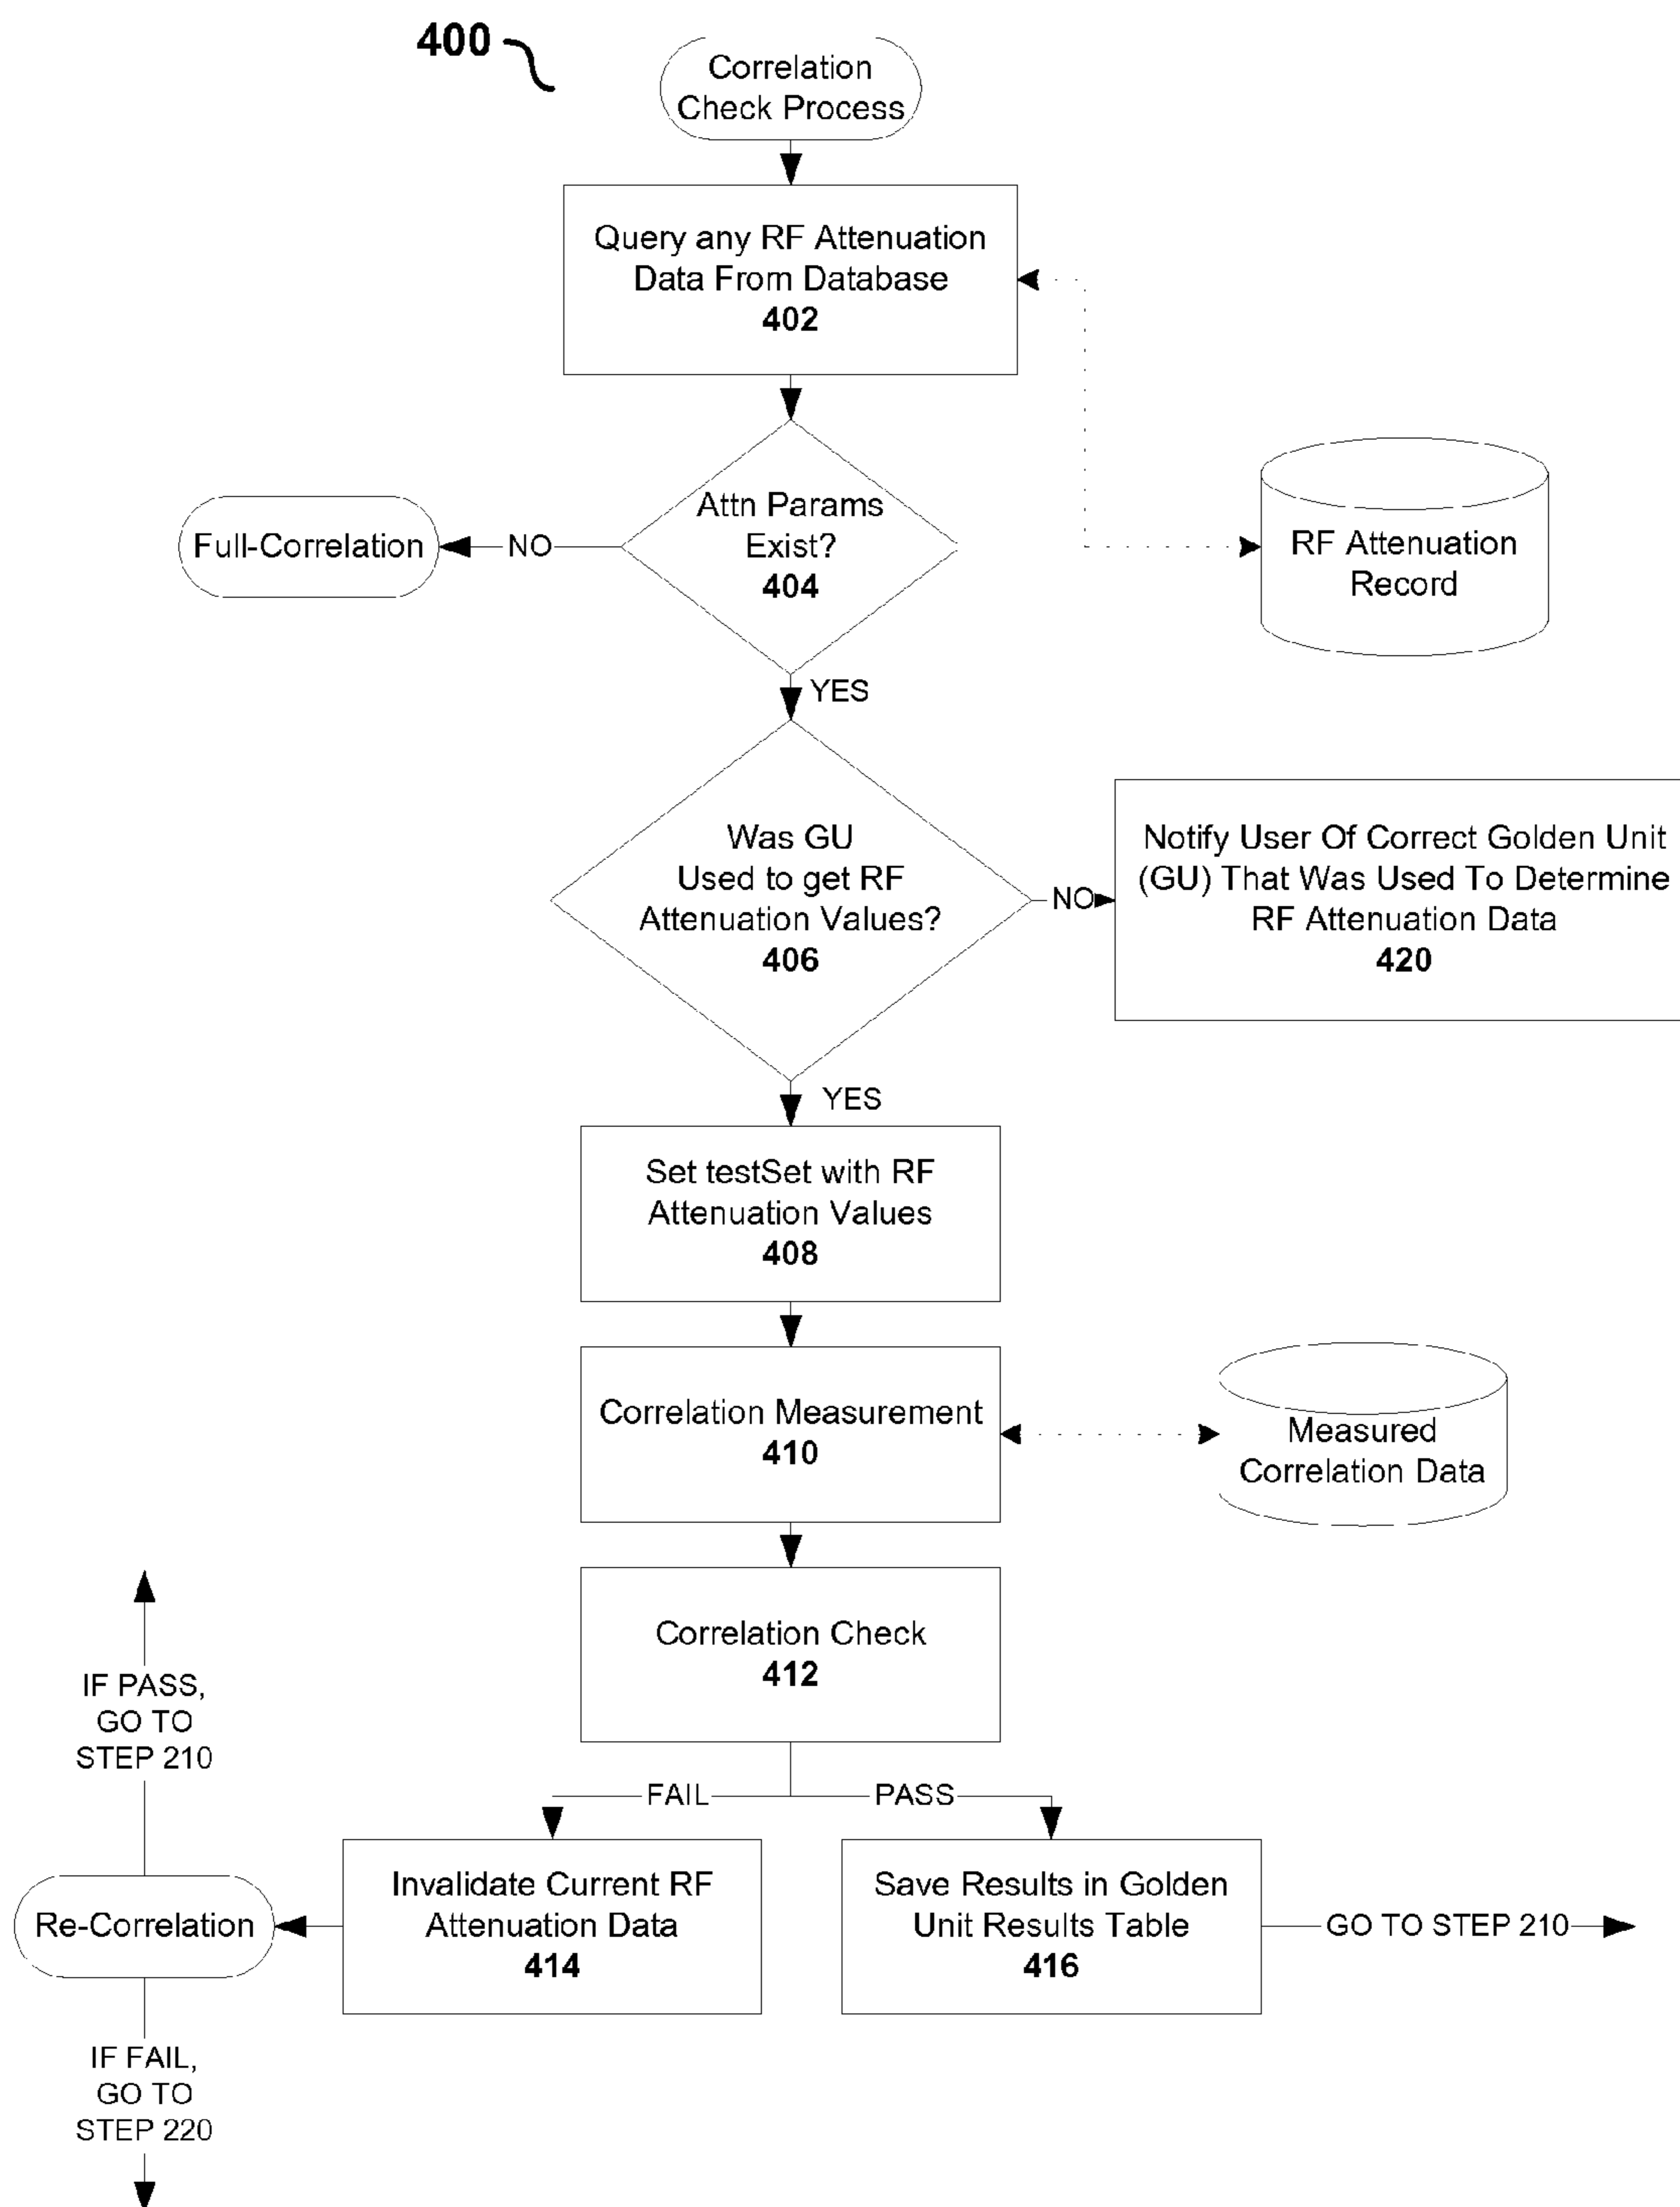 400
Correlation
Check Process
Query any RF Attenuation
Data From Database
402
Attn Params
Exist?
404
NO
Full-Correlation
RF Attenuation
Record
YES
Was GU
Used to get RF
Attenuation Values?
406
NO
Notify User Of Correct Golden Unit
(GU) That Was Used To Determine
RF Attenuation Data
420
YES
Set testSet with RF
Attenuation Values
408
Correlation Measurement
410
Measured
Correlation Data
Correlation Check
412
FAIL
PASS
Invalidate Current RF
Attenuation Data
414
Save Results in Golden
Unit Results Table
416
GO TO STEP 210
Re-Correlation
IF PASS,
GO TO
STEP 210
IF FAIL,
GO TO
STEP 220